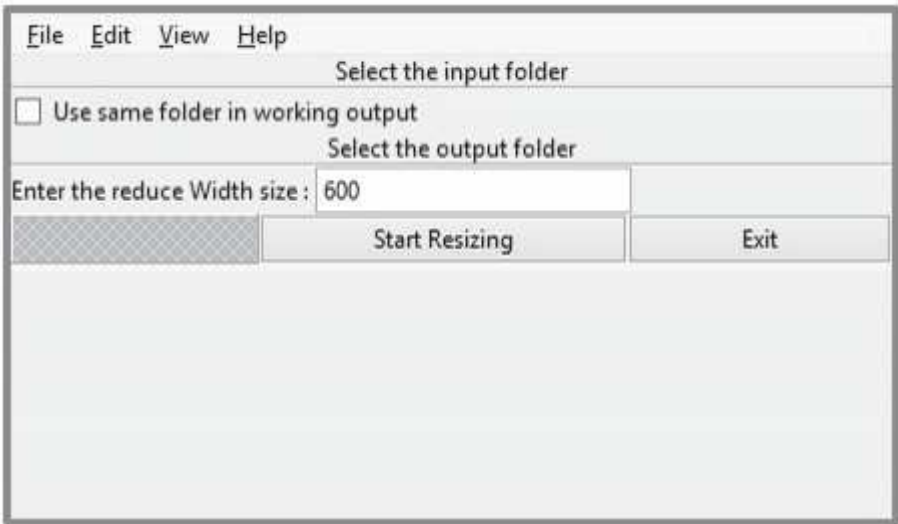 File Edit View Help
Select the input folder
Use same folder in working output
Select the output folder
Enter the reduce Width size : 600
Start Resizing Exit